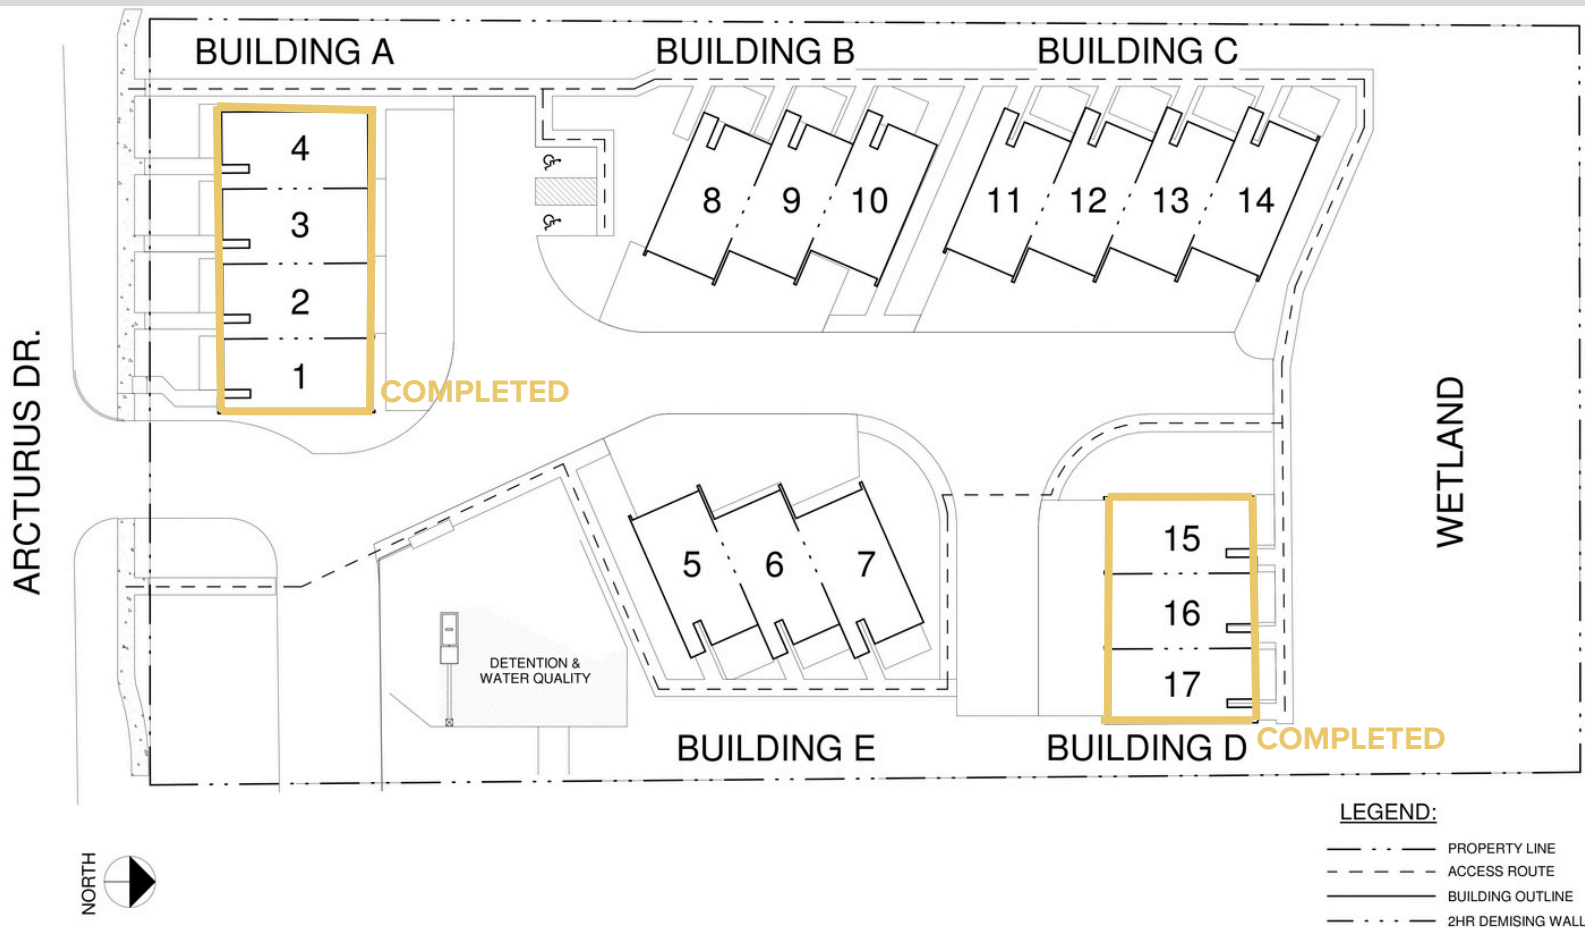 BUILDING A
BUILDING B
BUILDING C
4
3
2
1
COMPLETED
8
9
10
11
12
13
14
ARCTURUS DR.
WETLAND
5
6
7
15
16
17
DETENTION &
WATER QUALITY
BUILDING E
BUILDING D
COMPLETED
NORTH
LEGEND:
PROPERTY LINE
ACCESS ROUTE
BUILDING OUTLINE
2HR DEMISING WALL